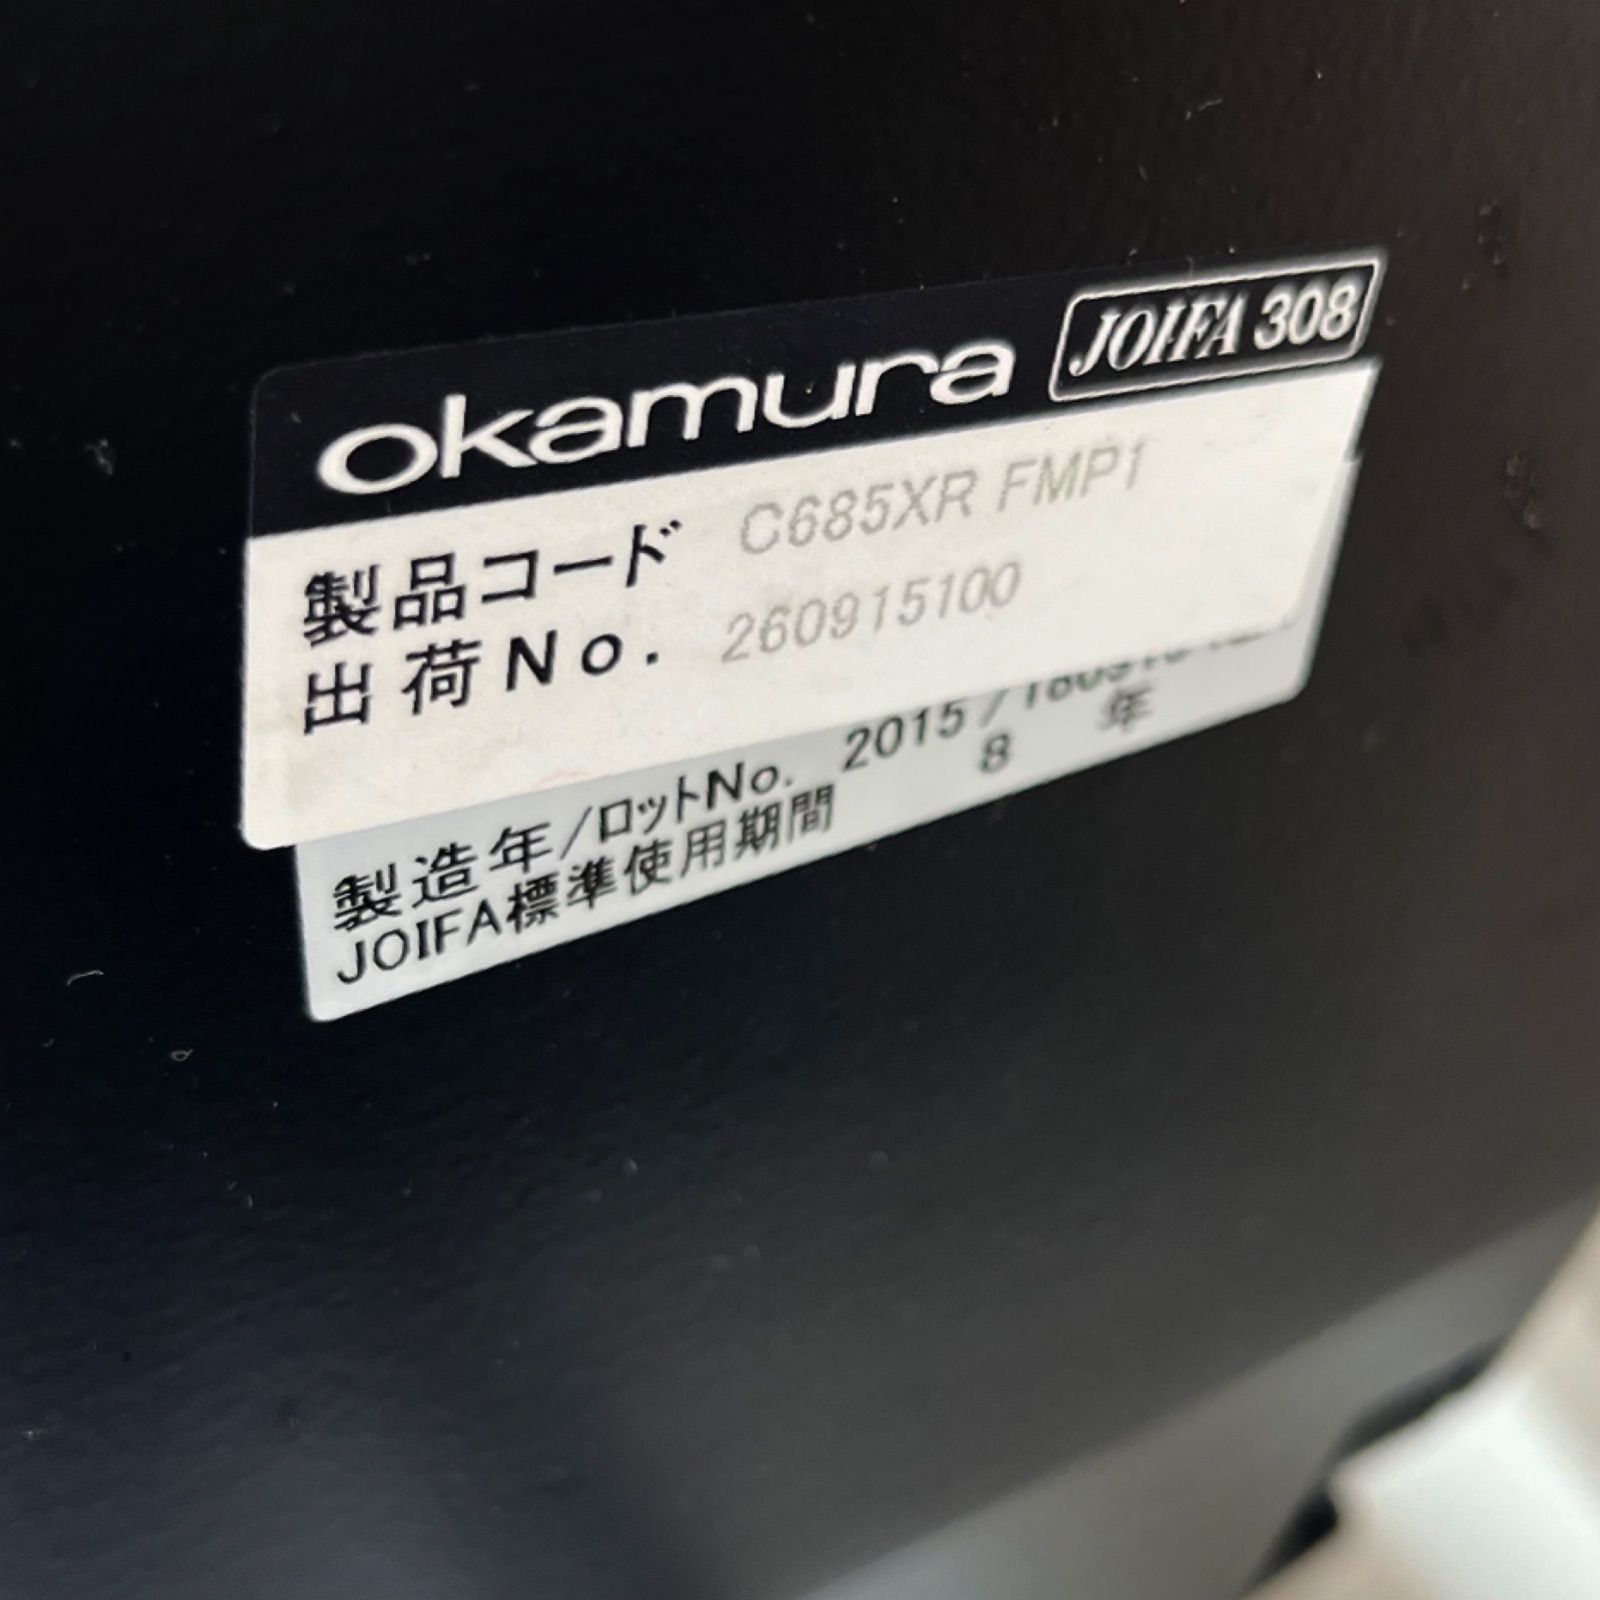 okamura JOIFA 308
製品コード C685XR FMP1
出荷No. 260915100
製造年/ロットNo. 2015/
JOIFA標準使用期間 8 年